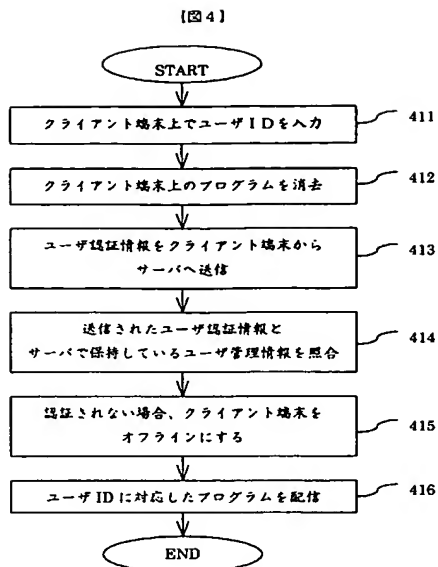 【図4】
START
クライアント端末上でユーザIDを入力
411
クライアント端末上のプログラムを消去
412
ユーザ認証情報をクライアント端末から
サーバへ送信
413
送信されたユーザ認証情報と
サーバで保持しているユーザ管理情報を照合
414
認証されない場合、クライアント端末を
オフラインにする
415
ユーザIDに対応したプログラムを配信
416
END